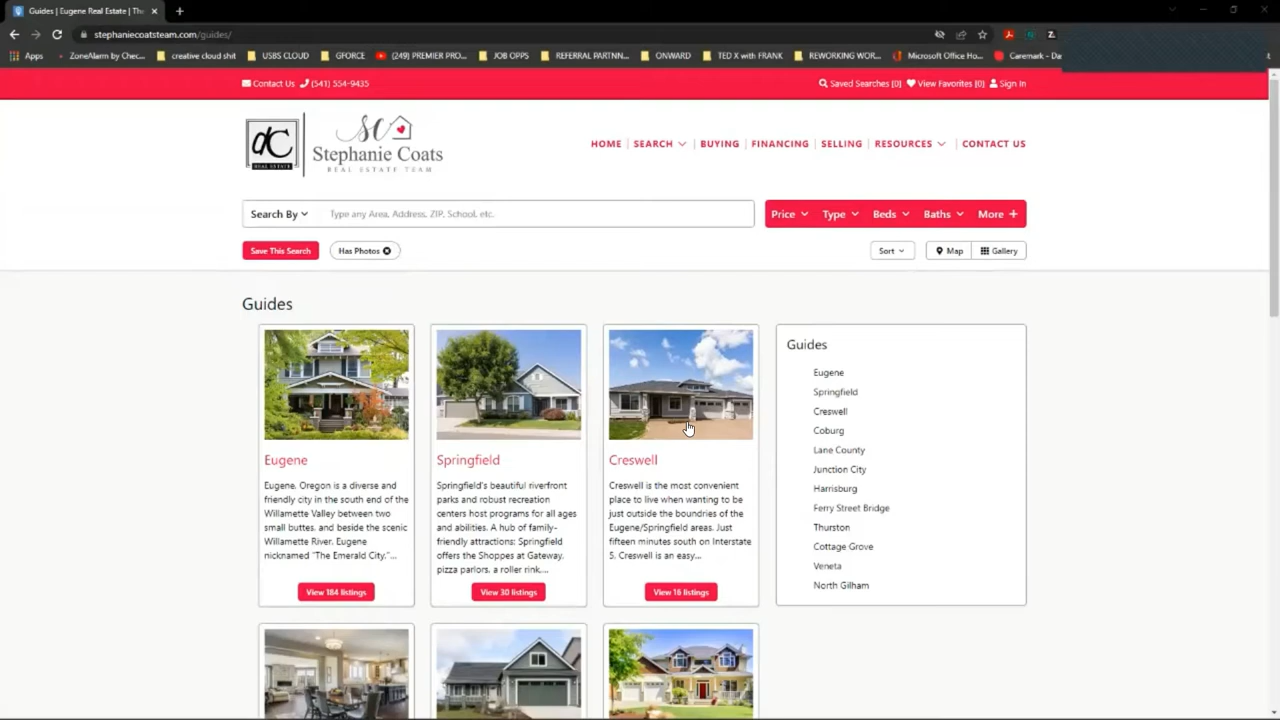 Guides | Eugene Real Estate | The
stephaniecoatsteam.com/guides/
Apps
ZoneAlarm by Chec...
creative cloud shit
USBS CLOUD
GFORCE
(249) PREMIER PRO...
JOB OPPS
REFERRAL PARTNN...
ONWARD
TED X with FRANK
REWORKING WOR...
Microsoft Office Ho...
Caremark - Da
Contact Us (541) 554-9435
Saved Searches [0] View Favorites [0] Sign In
dC
REAL ESTATE
SC
Stephanie Coats
REAL ESTATE TEAM
HOME SEARCH BUYING FINANCING SELLING RESOURCES CONTACT US
Search By Type any Area, Address, ZIP, School, etc.
Price Type Beds Baths More +
Save This Search Has Photos
Sort Map Gallery
Guides
Eugene
Eugene, Oregon is a diverse and
friendly city in the south end of the
Willamette Valley between two
small buttes, and beside the scenic
Willamette River. Eugene
nicknamed "The Emerald City."...
View 184 listings
Springfield
Springfield's beautiful riverfront
parks and robust recreation
centers host programs for all ages
and abilities. A hub of family-
friendly attractions: Springfield
offers the Shoppes at Gateway,
pizza parlors, a roller rink,...
View 30 listings
Creswell
Creswell is the most convenient
place to live when wanting to be
just outside the boundries of the
Eugene/Springfield areas. Just
fifteen minutes south on Interstate
5, Creswell is an easy...
View 16 listings
Guides
Eugene
Springfield
Creswell
Coburg
Lane County
Junction City
Harrisburg
Ferry Street Bridge
Thurston
Cottage Grove
Veneta
North Gilham